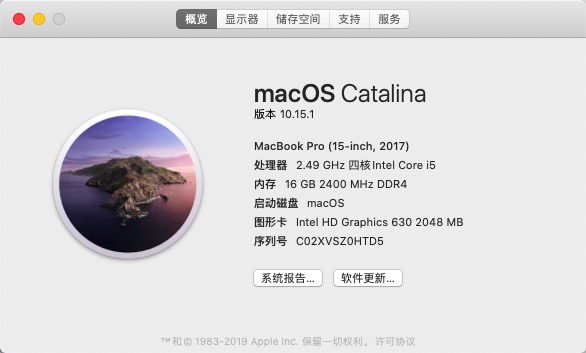 概览 显示器 储存空间 支持 服务
macOS Catalina
版本 10.15.1
MacBook Pro (15-inch, 2017)
处理器 2.49 GHz 四核Intel Core i5
内存 16 GB 2400 MHz DDR4
启动磁盘 macOS
图形卡 Intel HD Graphics 630 2048 MB
序列号 C02XVSZ0HTD5
系统报告... 软件更新...
™和© 1983-2019 Apple Inc. 保留一切权利。许可协议